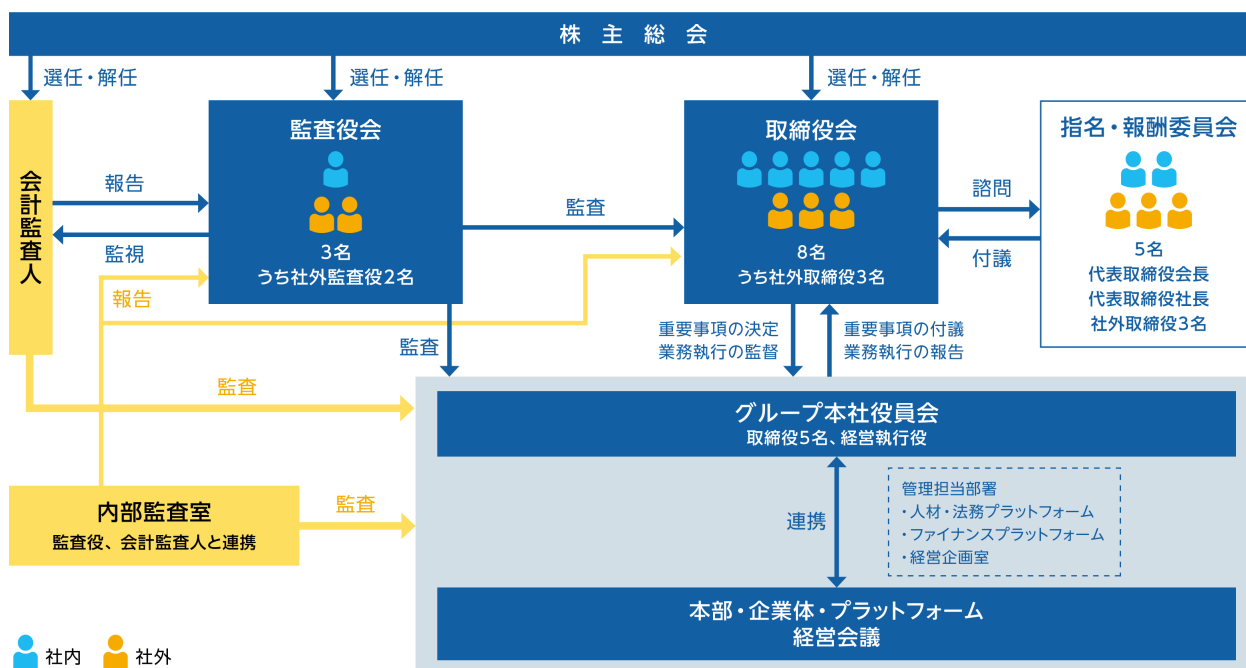 株主総会
選任・解任
選任・解任
選任・解任
会計監査人
監査役会
3名
うち社外監査役2名
取締役会
8名
うち社外取締役3名
指名・報酬委員会
5名
代表取締役会長
代表取締役社長
社外取締役3名
報告
監視
報告
監査
諮問
付議
監査
重要事項の決定
業務執行の監督
重要事項の付議
業務執行の報告
監査
グループ本社役員会
取締役5名、経営執行役
内部監査室
監査役、会計監査人と連携
監査
連携
管理担当部署
・人材・法務プラットフォーム
・ファイナンスプラットフォーム
・経営企画室
本部・企業体・プラットフォーム
経営会議
社内
社外